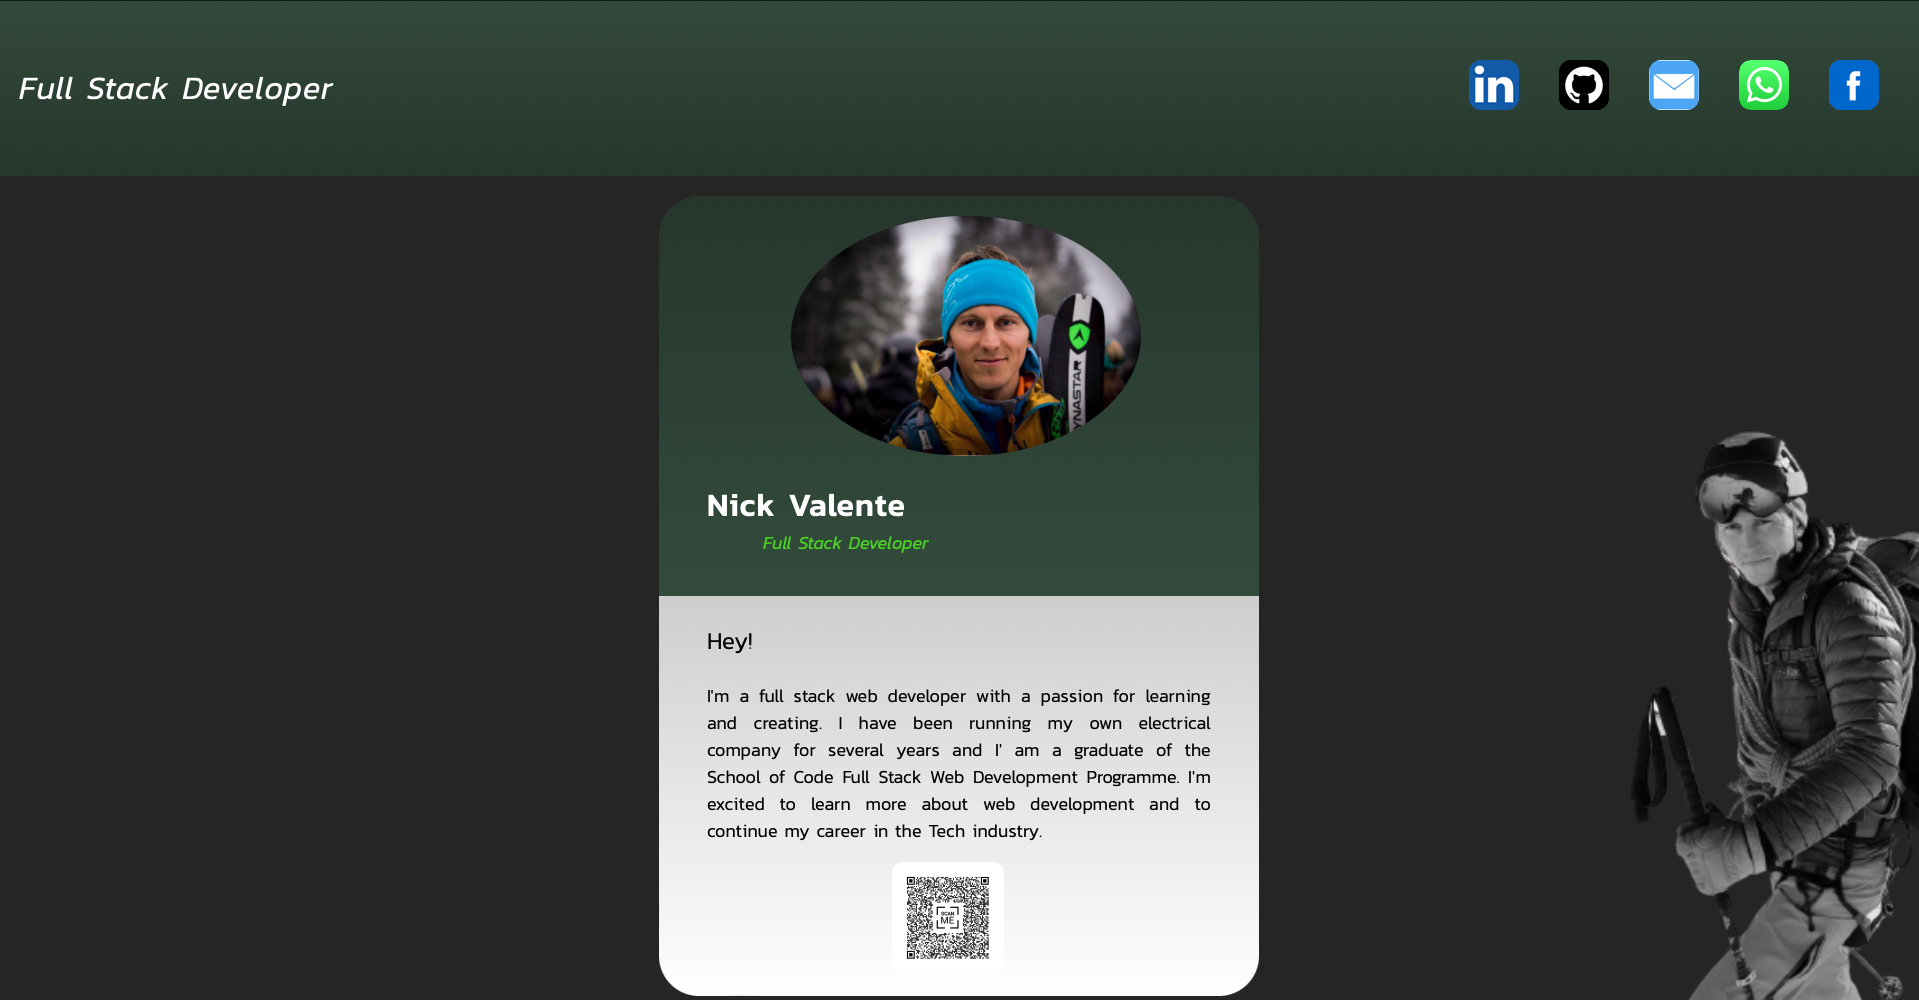 Full Stack Developer
in
f
DYNASTAR
Nick Valente
Full Stack Developer
Hey!
I'm a full stack web developer with a passion for learning
and creating. I have been running my own electrical
company for several years and I' am a graduate of the
School of Code Full Stack Web Development Programme. I'm
excited to learn more about web development and to
continue my career in the Tech industry.
SCAN
ME